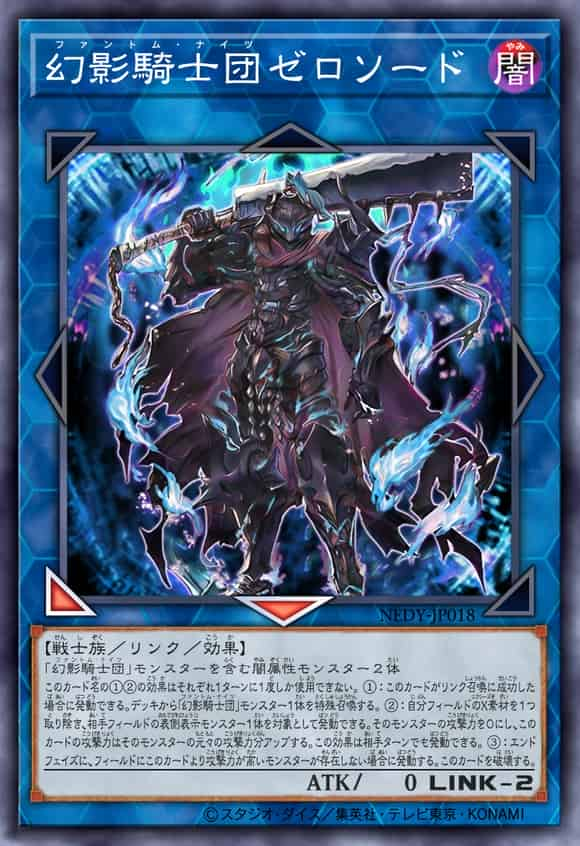 ファントム・ナイツ
幻影騎士団ゼロソード
やみ
闇
NEDY-JP018
【戦士族／リンク／効果】
「幻影騎士団」モンスターを含む闇属性モンスター２体
このカード名の①②の効果はそれぞれ1ターンに1度しか使用できない。①：このカードがリンク召喚に成功した
場合に発動できる。デッキから「幻影騎士団」モンスター1体を特殊召喚する。②：自分フィールドのX素材を1つ
取り除き、相手フィールドの表側表示モンスター1体を対象として発動できる。そのモンスターの攻撃力を0にし、この
カードの攻撃力はそのモンスターの元々の攻撃力分アップする。この効果は相手ターンでも発動できる。③：エンド
フェイズに、フィールドにこのカードより攻撃力が高いモンスターが存在しない場合に発動する。このカードを破壊する。
ATK/ 0 LINK-2
©スタジオ・ダイス／集英社・テレビ東京・KONAMI